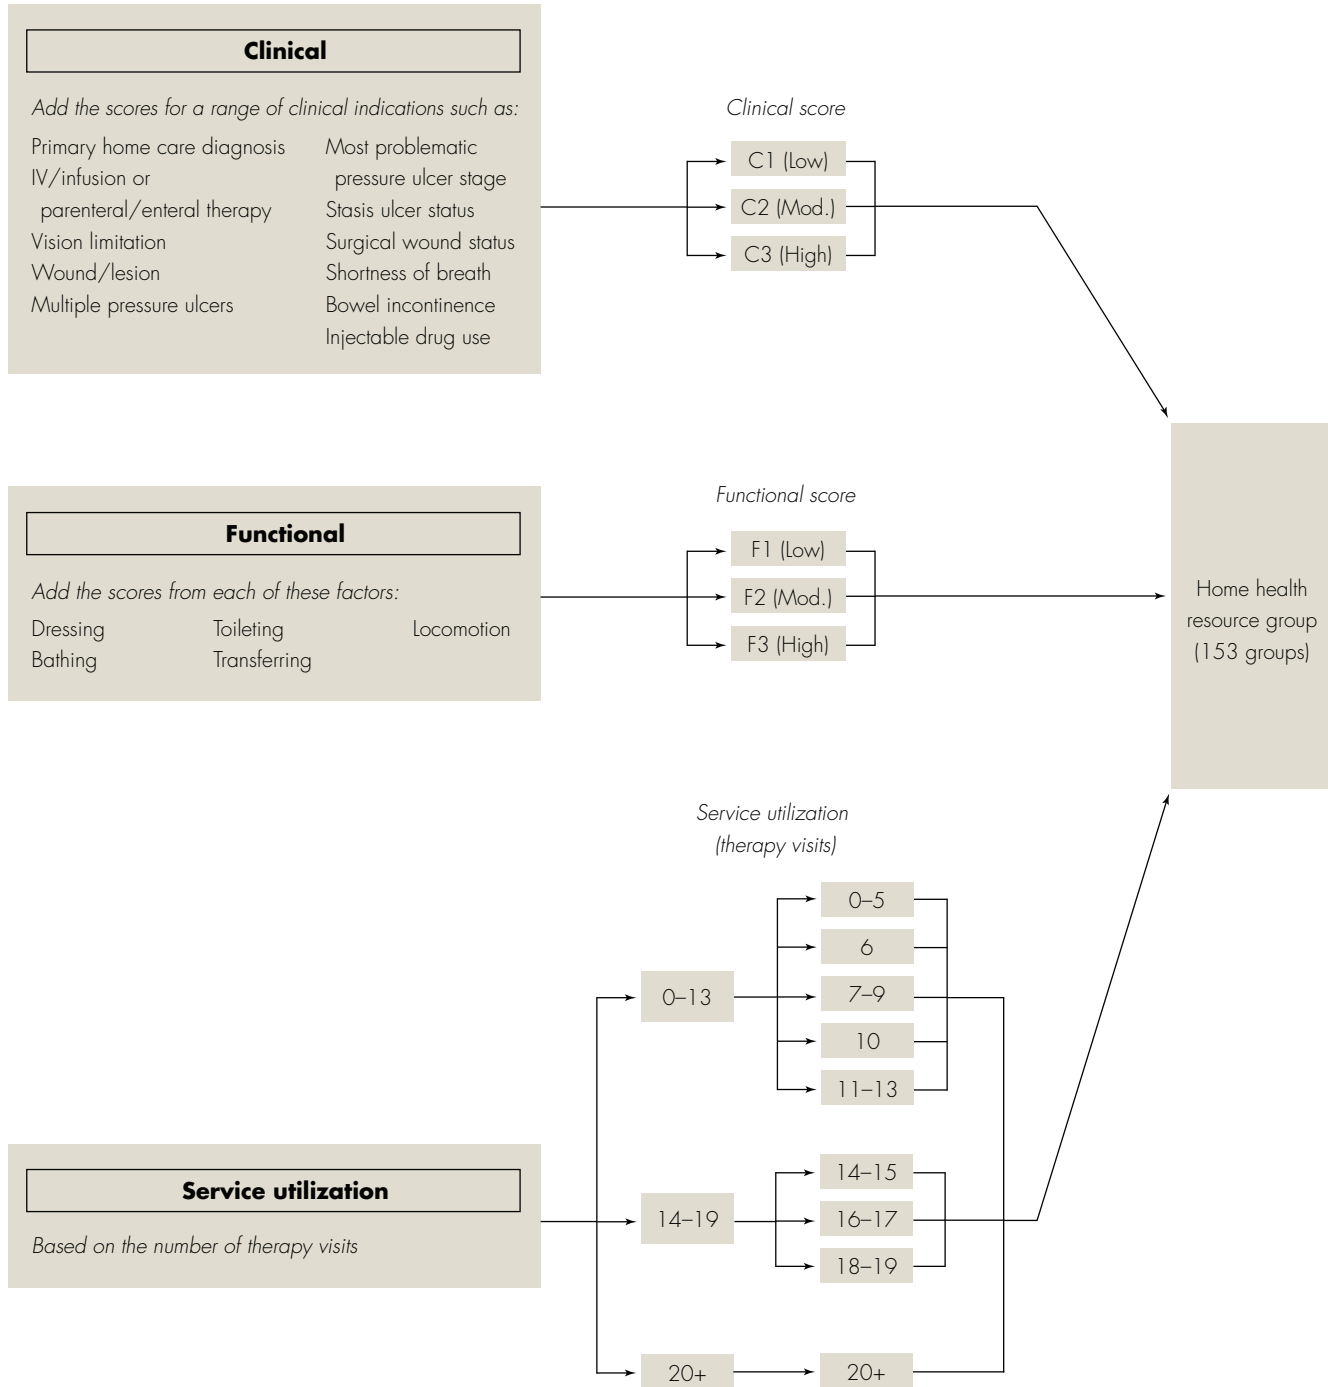 Clinical
Add the scores for a range of clinical indications such as:
Primary home care diagnosis
IV/infusion or
parenteral/enteral therapy
Vision limitation
Wound/lesion
Multiple pressure ulcers
Most problematic
pressure ulcer stage
Stasis ulcer status
Surgical wound status
Shortness of breath
Bowel incontinence
Injectable drug use
Clinical score
C1 (Low)
C2 (Mod.)
C3 (High)
Functional
Add the scores from each of these factors:
Dressing Toileting Locomotion
Bathing Transferring
Functional score
F1 (Low)
F2 (Mod.)
F3 (High)
Home health
resource group
(153 groups)
Service utilization
(therapy visits)
Service utilization
Based on the number of therapy visits
0–13
0–5
6
7–9
10
11–13
14–19
14–15
16–17
18–19
20+
20+